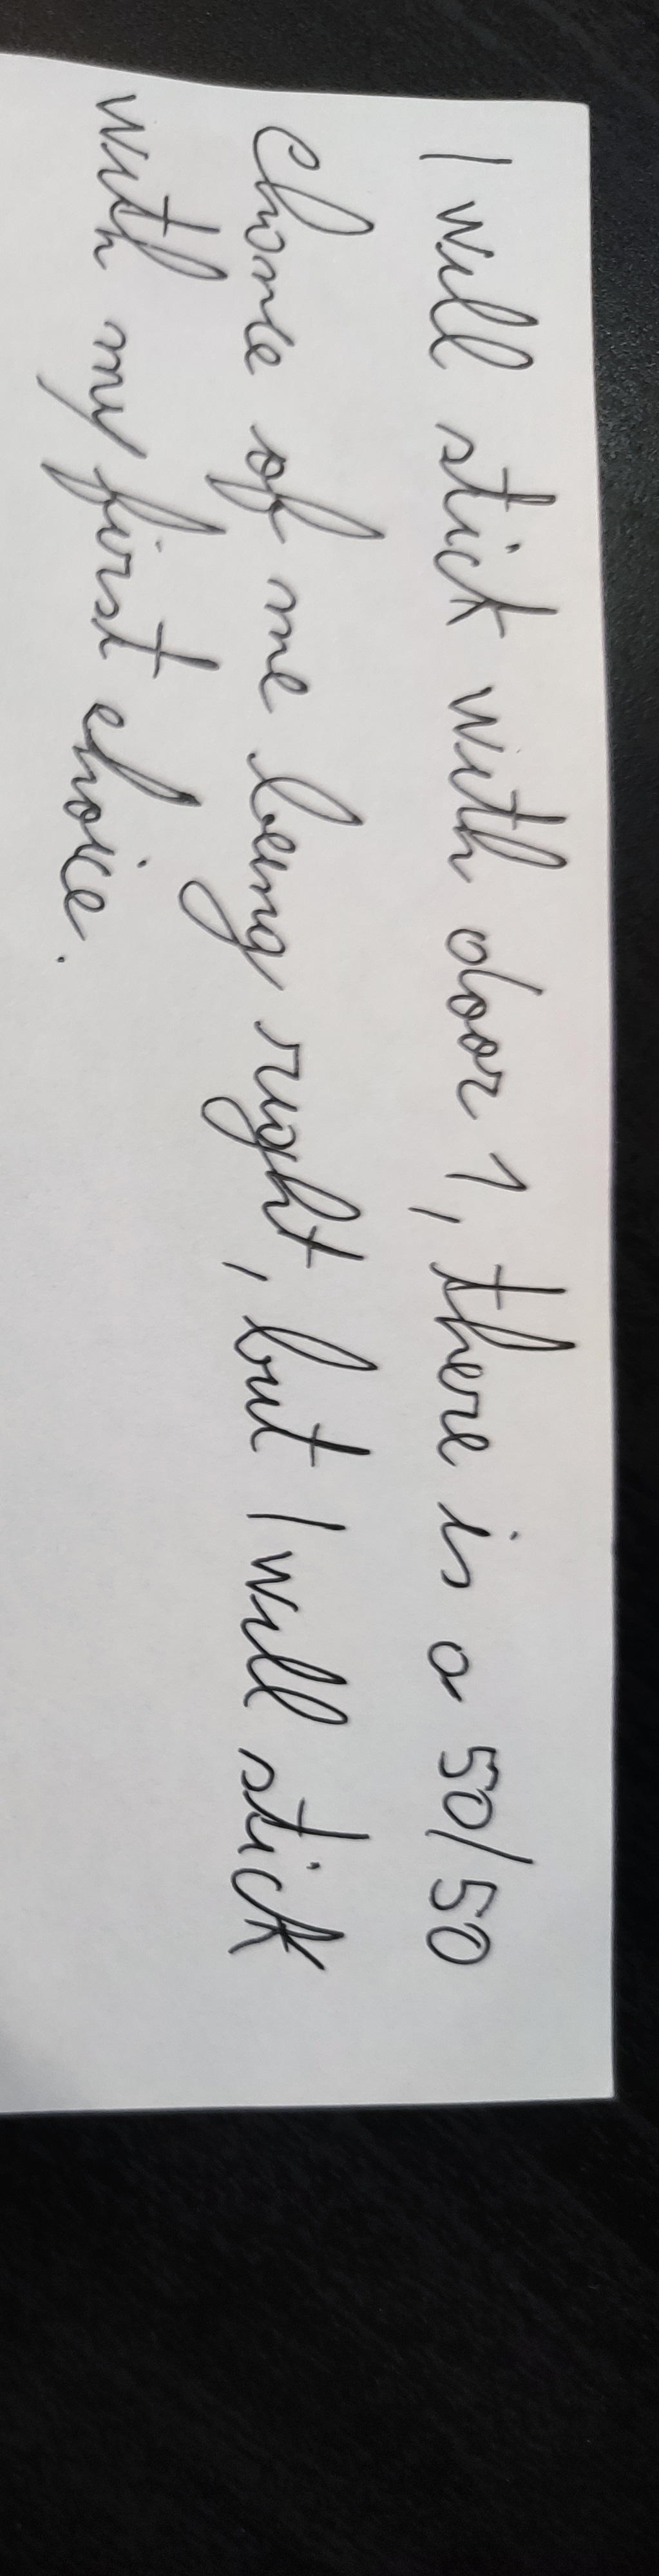 I will stick with door 1, there is a 50/50
chance of me being right, but I will stick
with my first choice.